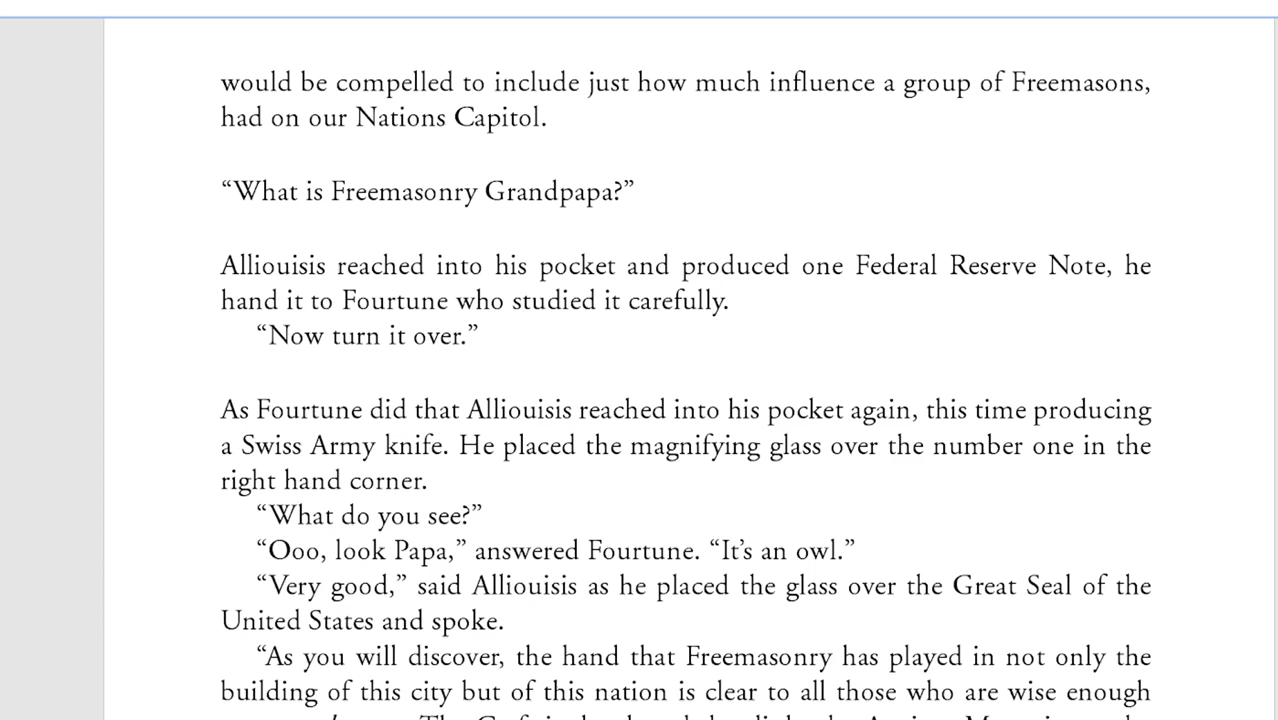 would be compelled to include just how much influence a group of Freemasons,
had on our Nations Capitol.
“What is Freemasonry Grandpapa?”
Alliouisis reached into his pocket and produced one Federal Reserve Note, he
hand it to Fourtune who studied it carefully.
“Now turn it over.”
As Fourtune did that Alliouisis reached into his pocket again, this time producing
a Swiss Army knife. He placed the magnifying glass over the number one in the
right hand corner.
“What do you see?”
“Ooo, look Papa,” answered Fourtune. “It’s an owl.”
“Very good,” said Alliouisis as he placed the glass over the Great Seal of the
United States and spoke.
“As you will discover, the hand that Freemasonry has played in not only the
building of this city but of this nation is clear to all those who are wise enough